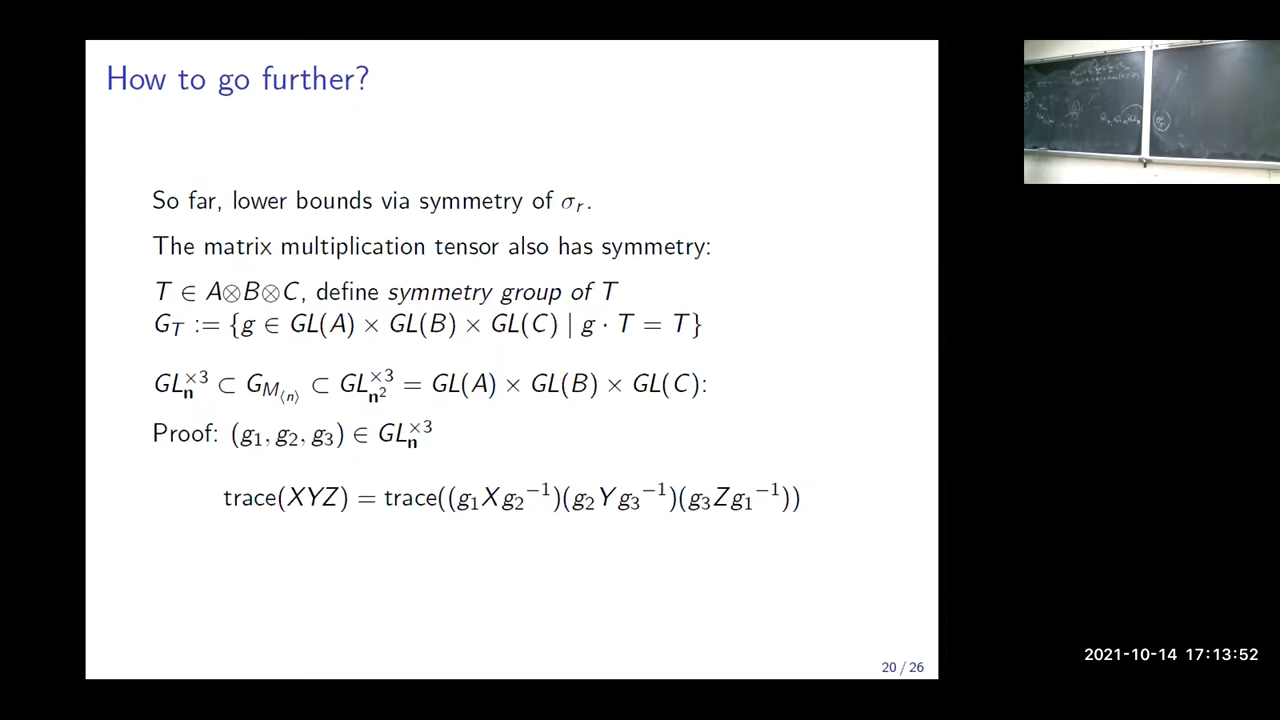 How to go further?
So far, lower bounds via symmetry of σ_r.
The matrix multiplication tensor also has symmetry:
T ∈ A⊗B⊗C, define symmetry group of T
G_T := {g ∈ GL(A) × GL(B) × GL(C) | g · T = T}
GL_n^{×3} ⊂ G_{M_{⟨n⟩}} ⊂ GL_{n^2}^{×3} = GL(A) × GL(B) × GL(C):
Proof: (g_1, g_2, g_3) ∈ GL_n^{×3}
trace(XYZ) = trace((g_1Xg_2^{-1})(g_2Yg_3^{-1})(g_3Zg_1^{-1}))
20 / 26
2021-10-14 17:13:52